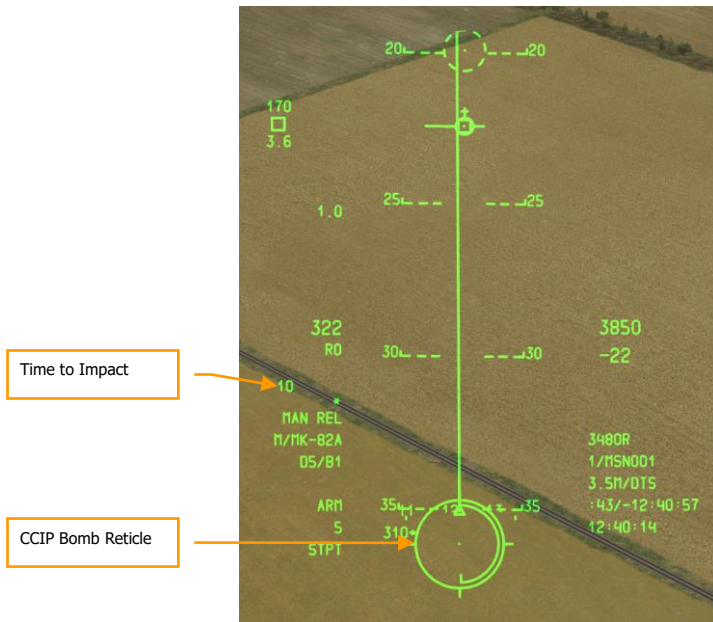 20 20
170
3.6
25 25
1.0
322
3850
R0
-22
30 30
Time to Impact
10
MAN REL
M/MK-82A
D5/B1
3480R
1/MSN001
3.5M/DTS
:43/-12:40:57
12:40:14
ARM
35 35
5
310
STPT
CCIP Bomb Reticle